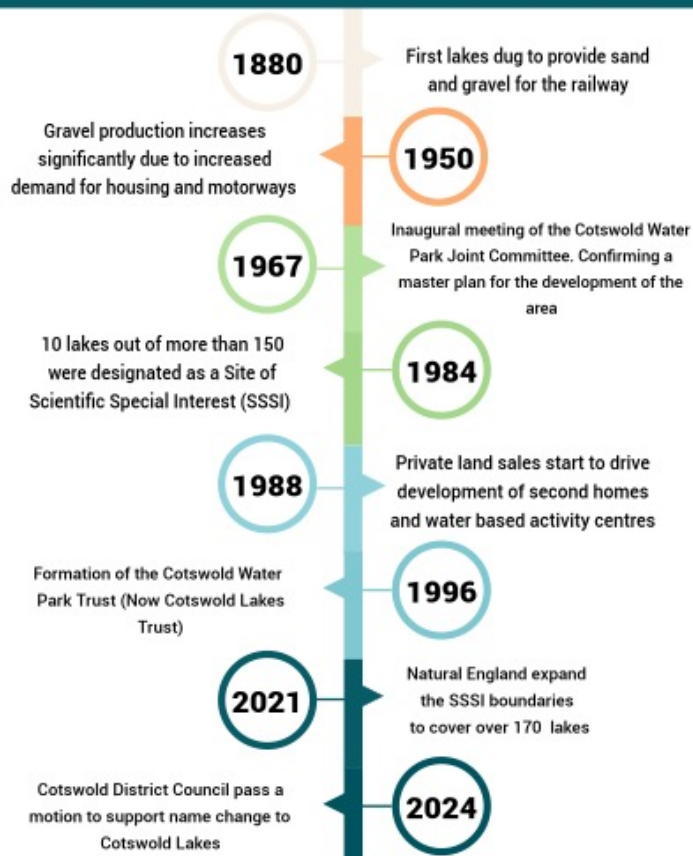 1880
First lakes dug to provide sand
and gravel for the railway
Gravel production increases
significantly due to increased
demand for housing and motorways
1950
1967
Inaugural meeting of the Cotswold Water
Park Joint Committee. Confirming a
master plan for the development of the
area
10 lakes out of more than 150
were designated as a Site of
Scientific Special Interest (SSSI)
1984
1988
Private land sales start to drive
development of second homes
and water based activity centres
Formation of the Cotswold Water
Park Trust (Now Cotswold Lakes
Trust)
1996
2021
Natural England expand
the SSSI boundaries
to cover over 170 lakes
Cotswold District Council pass a
motion to support name change to
Cotswold Lakes
2024